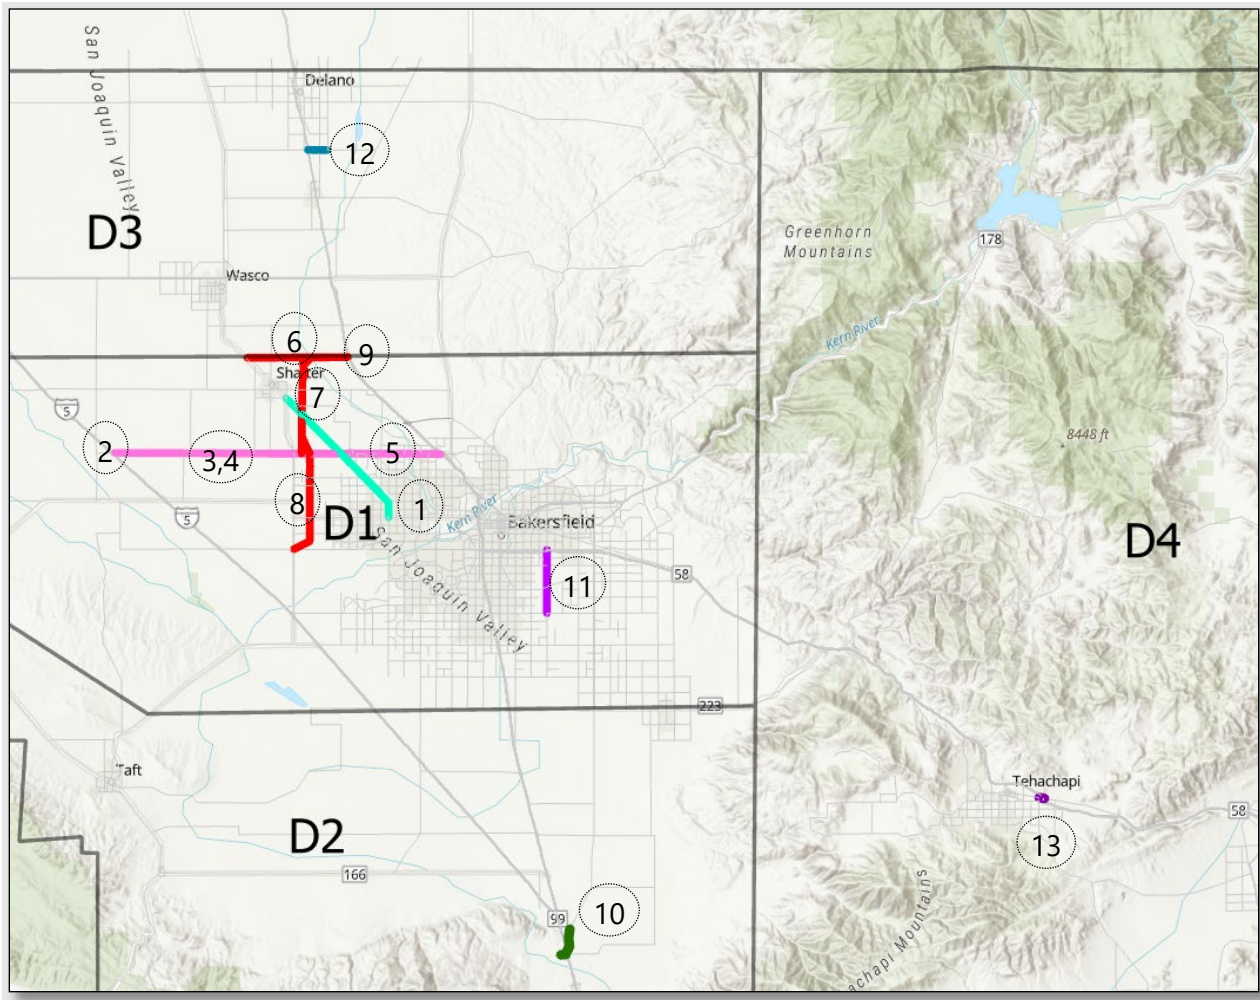 San Joaquin Valley
Delano
12
D3
Greenhorn
Mountains
178
Wasco
Kern River
6
9
Shafter
7
5
8448 ft
2
3,4
5
8
D1
1
Kern River
5
Bakersfield
D4
San Joaquin Valley
11
58
223
Taft
Tehachapi
58
13
D2
166
10
99
achapi Mountains